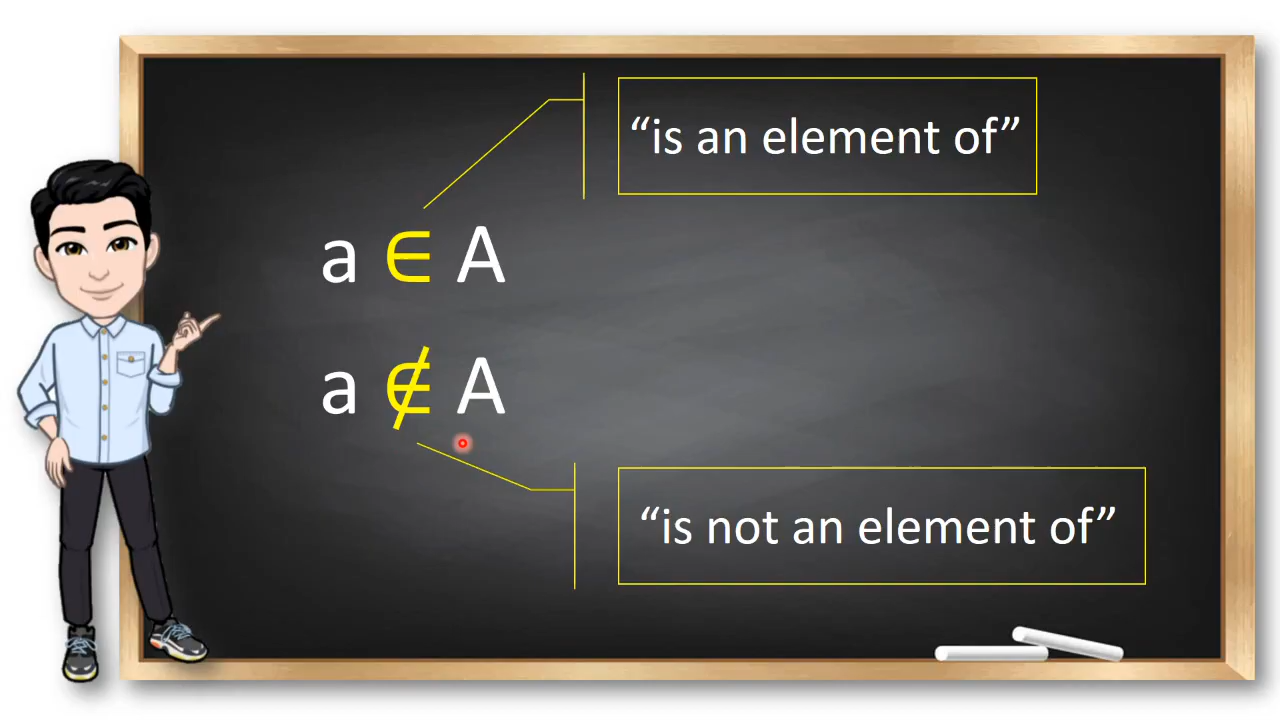 “is an element of”
a ∈ A
a ∉ A
“is not an element of”